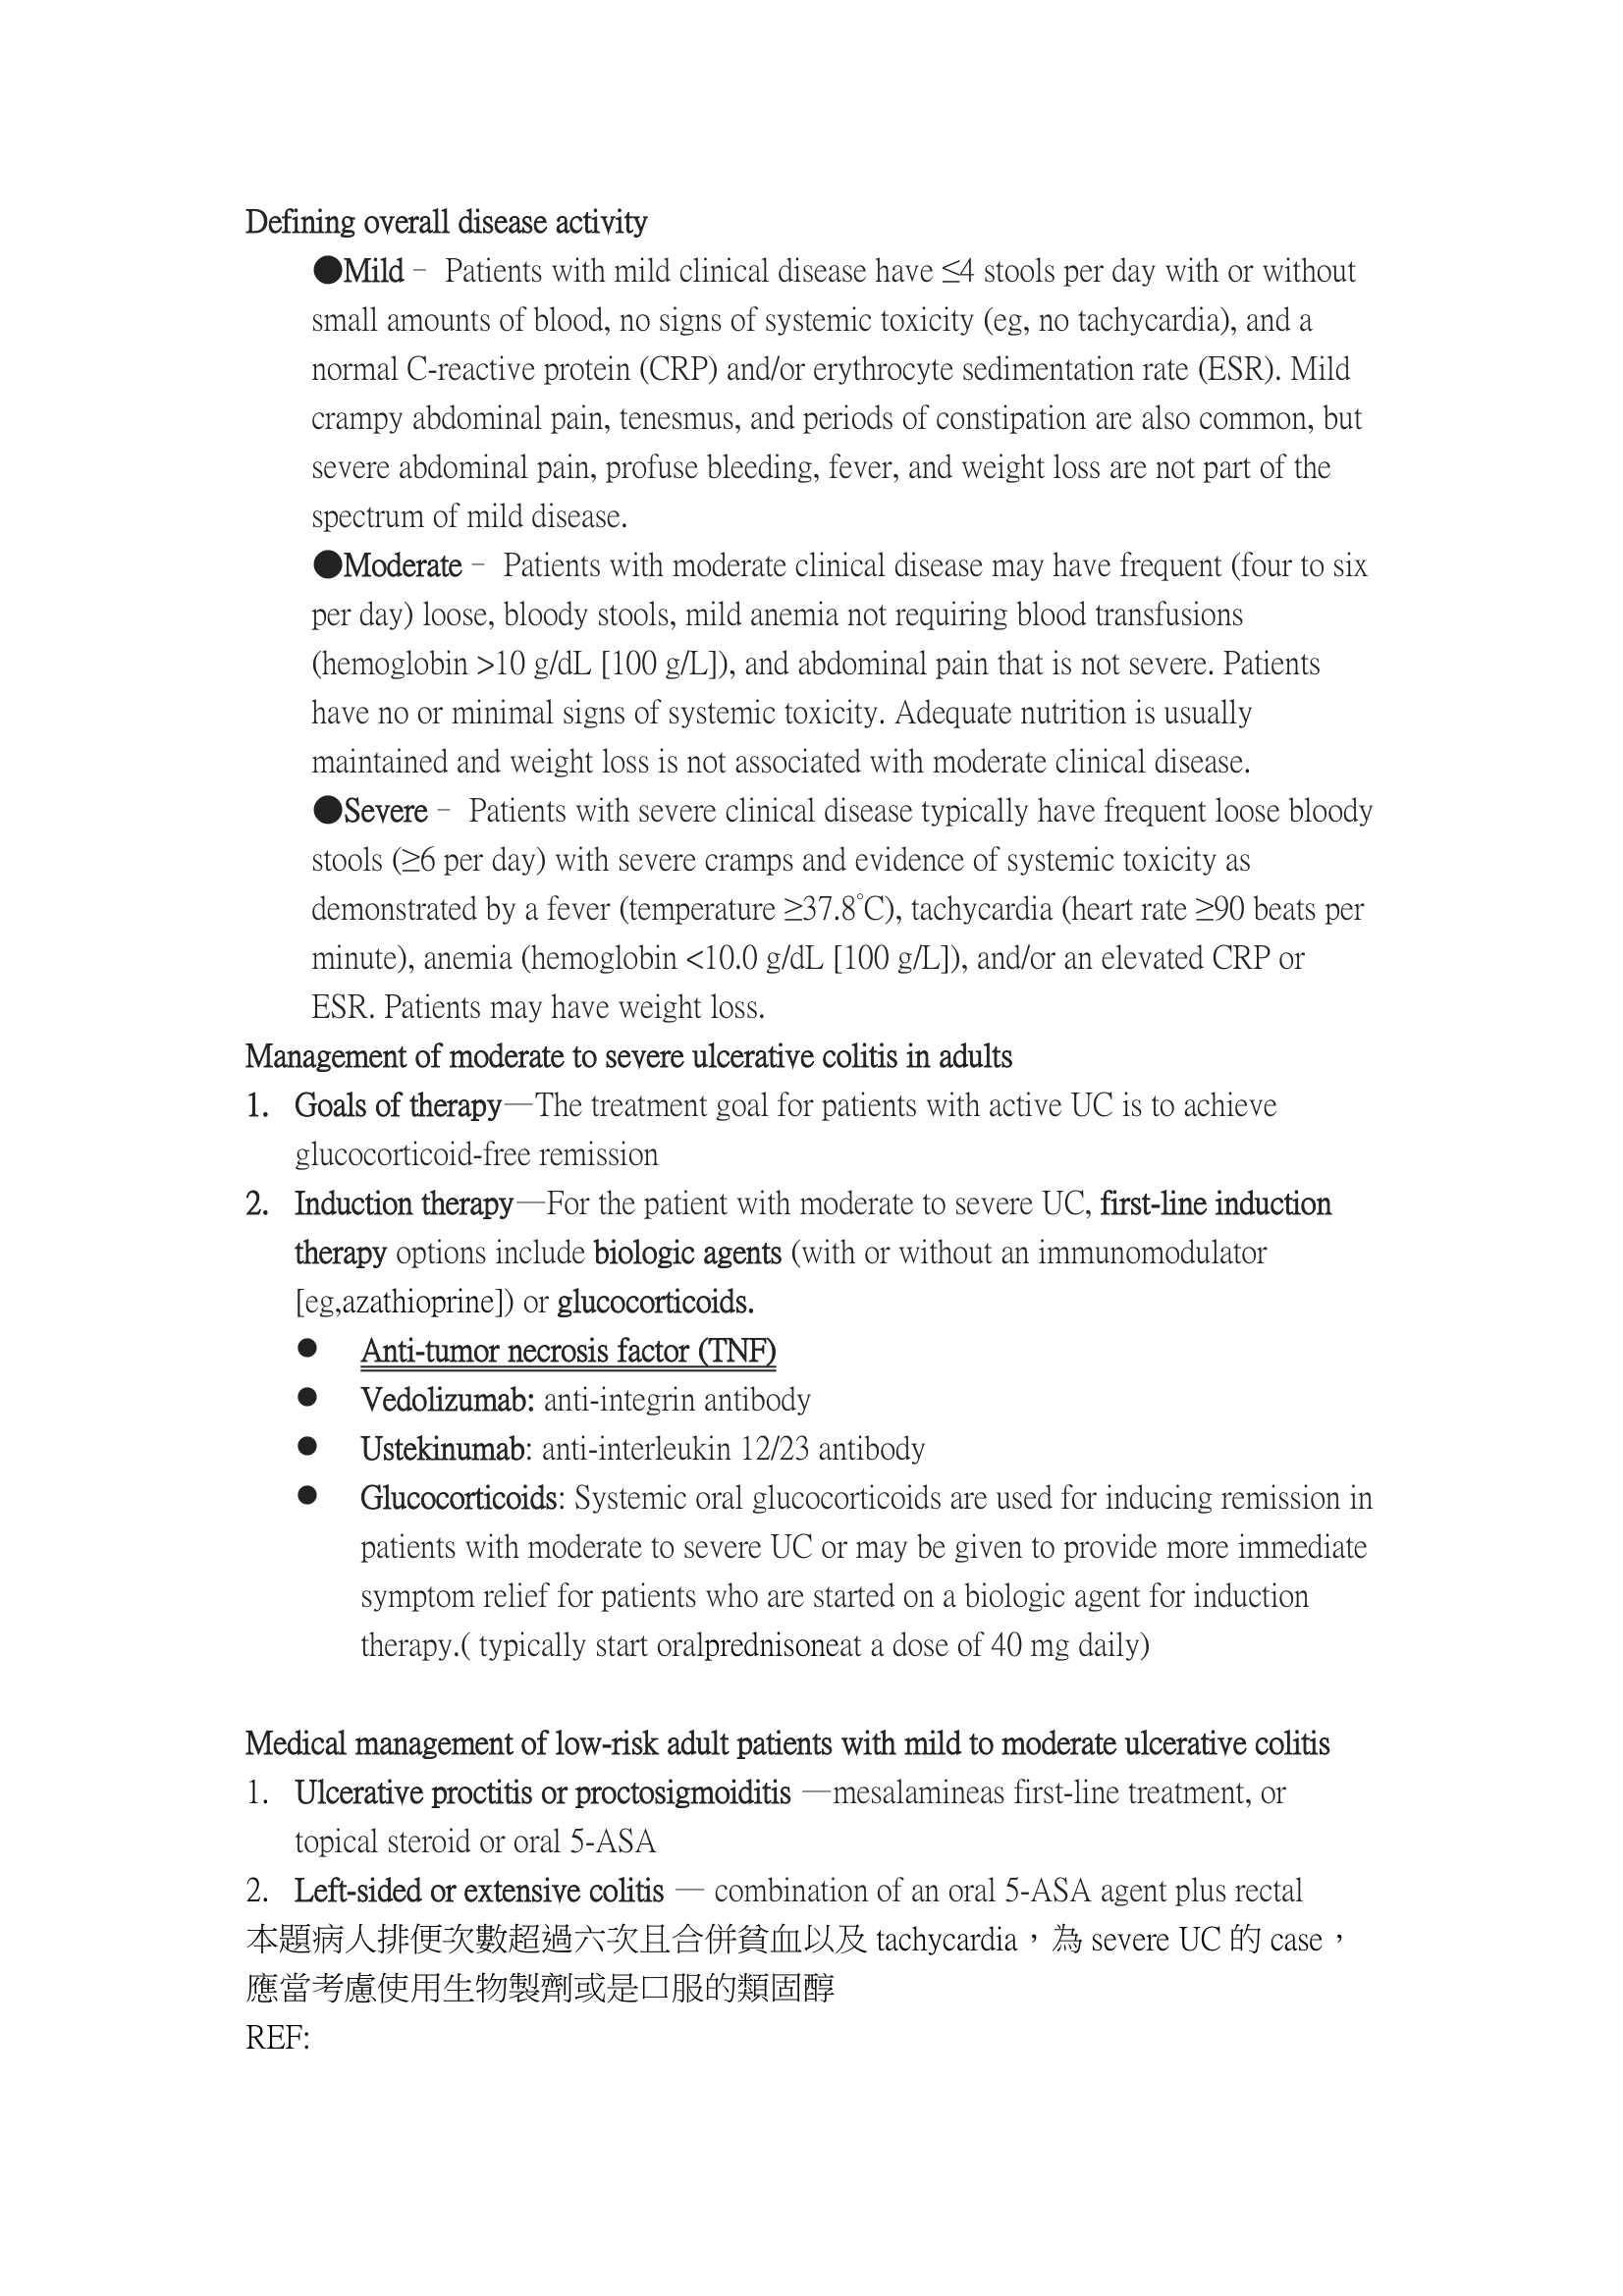 Defining overall disease activity
●Mild – Patients with mild clinical disease have ≤4 stools per day with or without
small amounts of blood, no signs of systemic toxicity (eg, no tachycardia), and a
normal C-reactive protein (CRP) and/or erythrocyte sedimentation rate (ESR). Mild
crampy abdominal pain, tenesmus, and periods of constipation are also common, but
severe abdominal pain, profuse bleeding, fever, and weight loss are not part of the
spectrum of mild disease.
●Moderate – Patients with moderate clinical disease may have frequent (four to six
per day) loose, bloody stools, mild anemia not requiring blood transfusions
(hemoglobin >10 g/dL [100 g/L]), and abdominal pain that is not severe. Patients
have no or minimal signs of systemic toxicity. Adequate nutrition is usually
maintained and weight loss is not associated with moderate clinical disease.
●Severe – Patients with severe clinical disease typically have frequent loose bloody
stools (≥6 per day) with severe cramps and evidence of systemic toxicity as
demonstrated by a fever (temperature ≥37.8°C), tachycardia (heart rate ≥90 beats per
minute), anemia (hemoglobin <10.0 g/dL [100 g/L]), and/or an elevated CRP or
ESR. Patients may have weight loss.
Management of moderate to severe ulcerative colitis in adults
1. Goals of therapy—The treatment goal for patients with active UC is to achieve
glucocorticoid-free remission
2. Induction therapy—For the patient with moderate to severe UC, first-line induction
therapy options include biologic agents (with or without an immunomodulator
[eg,azathioprine]) or glucocorticoids.
● Anti-tumor necrosis factor (TNF)
● Vedolizumab: anti-integrin antibody
● Ustekinumab: anti-interleukin 12/23 antibody
● Glucocorticoids: Systemic oral glucocorticoids are used for inducing remission in
patients with moderate to severe UC or may be given to provide more immediate
symptom relief for patients who are started on a biologic agent for induction
therapy.( typically start oralprednisoneat a dose of 40 mg daily)
Medical management of low-risk adult patients with mild to moderate ulcerative colitis
1. Ulcerative proctitis or proctosigmoiditis —mesalamineas first-line treatment, or
topical steroid or oral 5-ASA
2. Left-sided or extensive colitis — combination of an oral 5-ASA agent plus rectal
本題病人排便次數超過六次且合併貧血以及 tachycardia，為 severe UC 的 case，
應當考慮使用生物製劑或是口服的類固醇
REF: